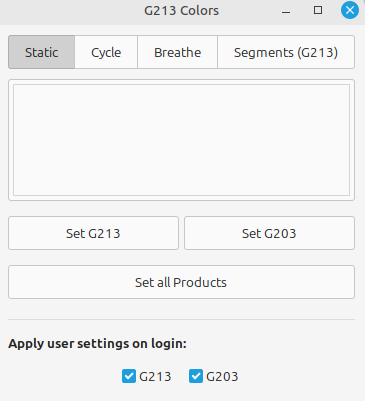 G213 Colors
Static Cycle Breathe Segments (G213)
Set G213 Set G203
Set all Products
Apply user settings on login:
G213 G203